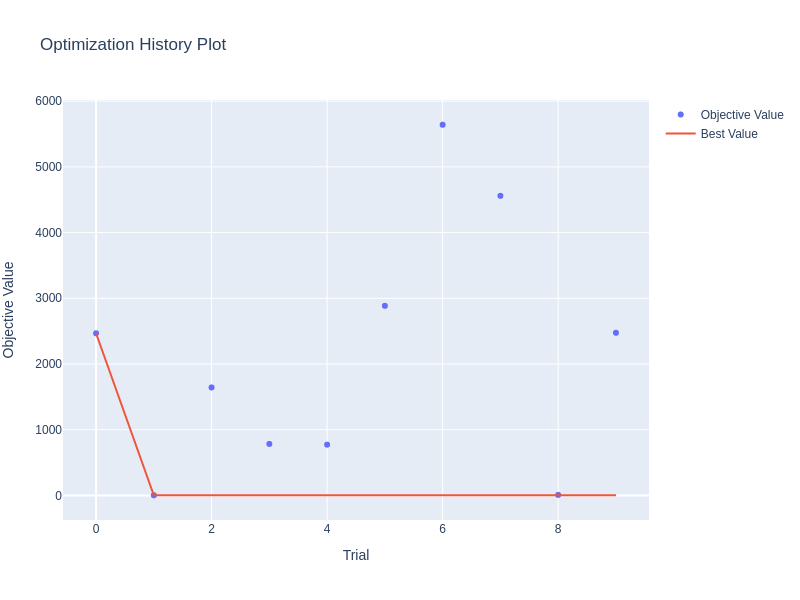 Optimization History Plot
6000
5000
4000
3000
2000
1000
0
Objective Value
0 2 4 6 8
Trial
Objective Value
Best Value